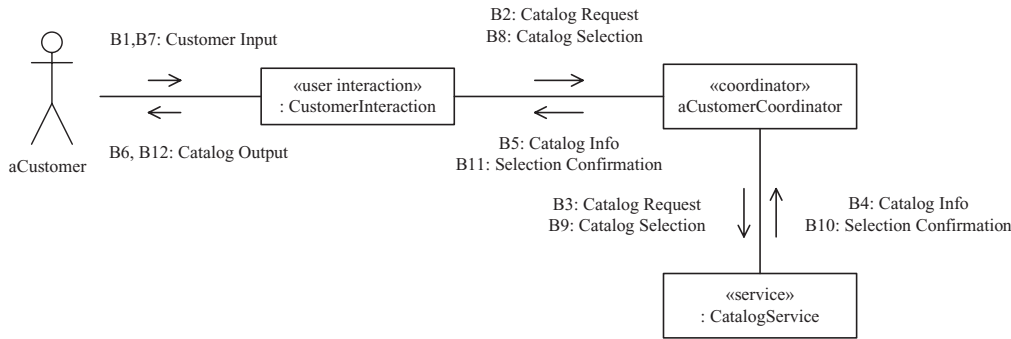 B1,B7: Customer Input
B2: Catalog Request
B8: Catalog Selection
«user interaction»
: CustomerInteraction
«coordinator»
aCustomerCoordinator
B6, B12: Catalog Output
aCustomer
B5: Catalog Info
B11: Selection Confirmation
B3: Catalog Request
B9: Catalog Selection
B4: Catalog Info
B10: Selection Confirmation
«service»
: CatalogService